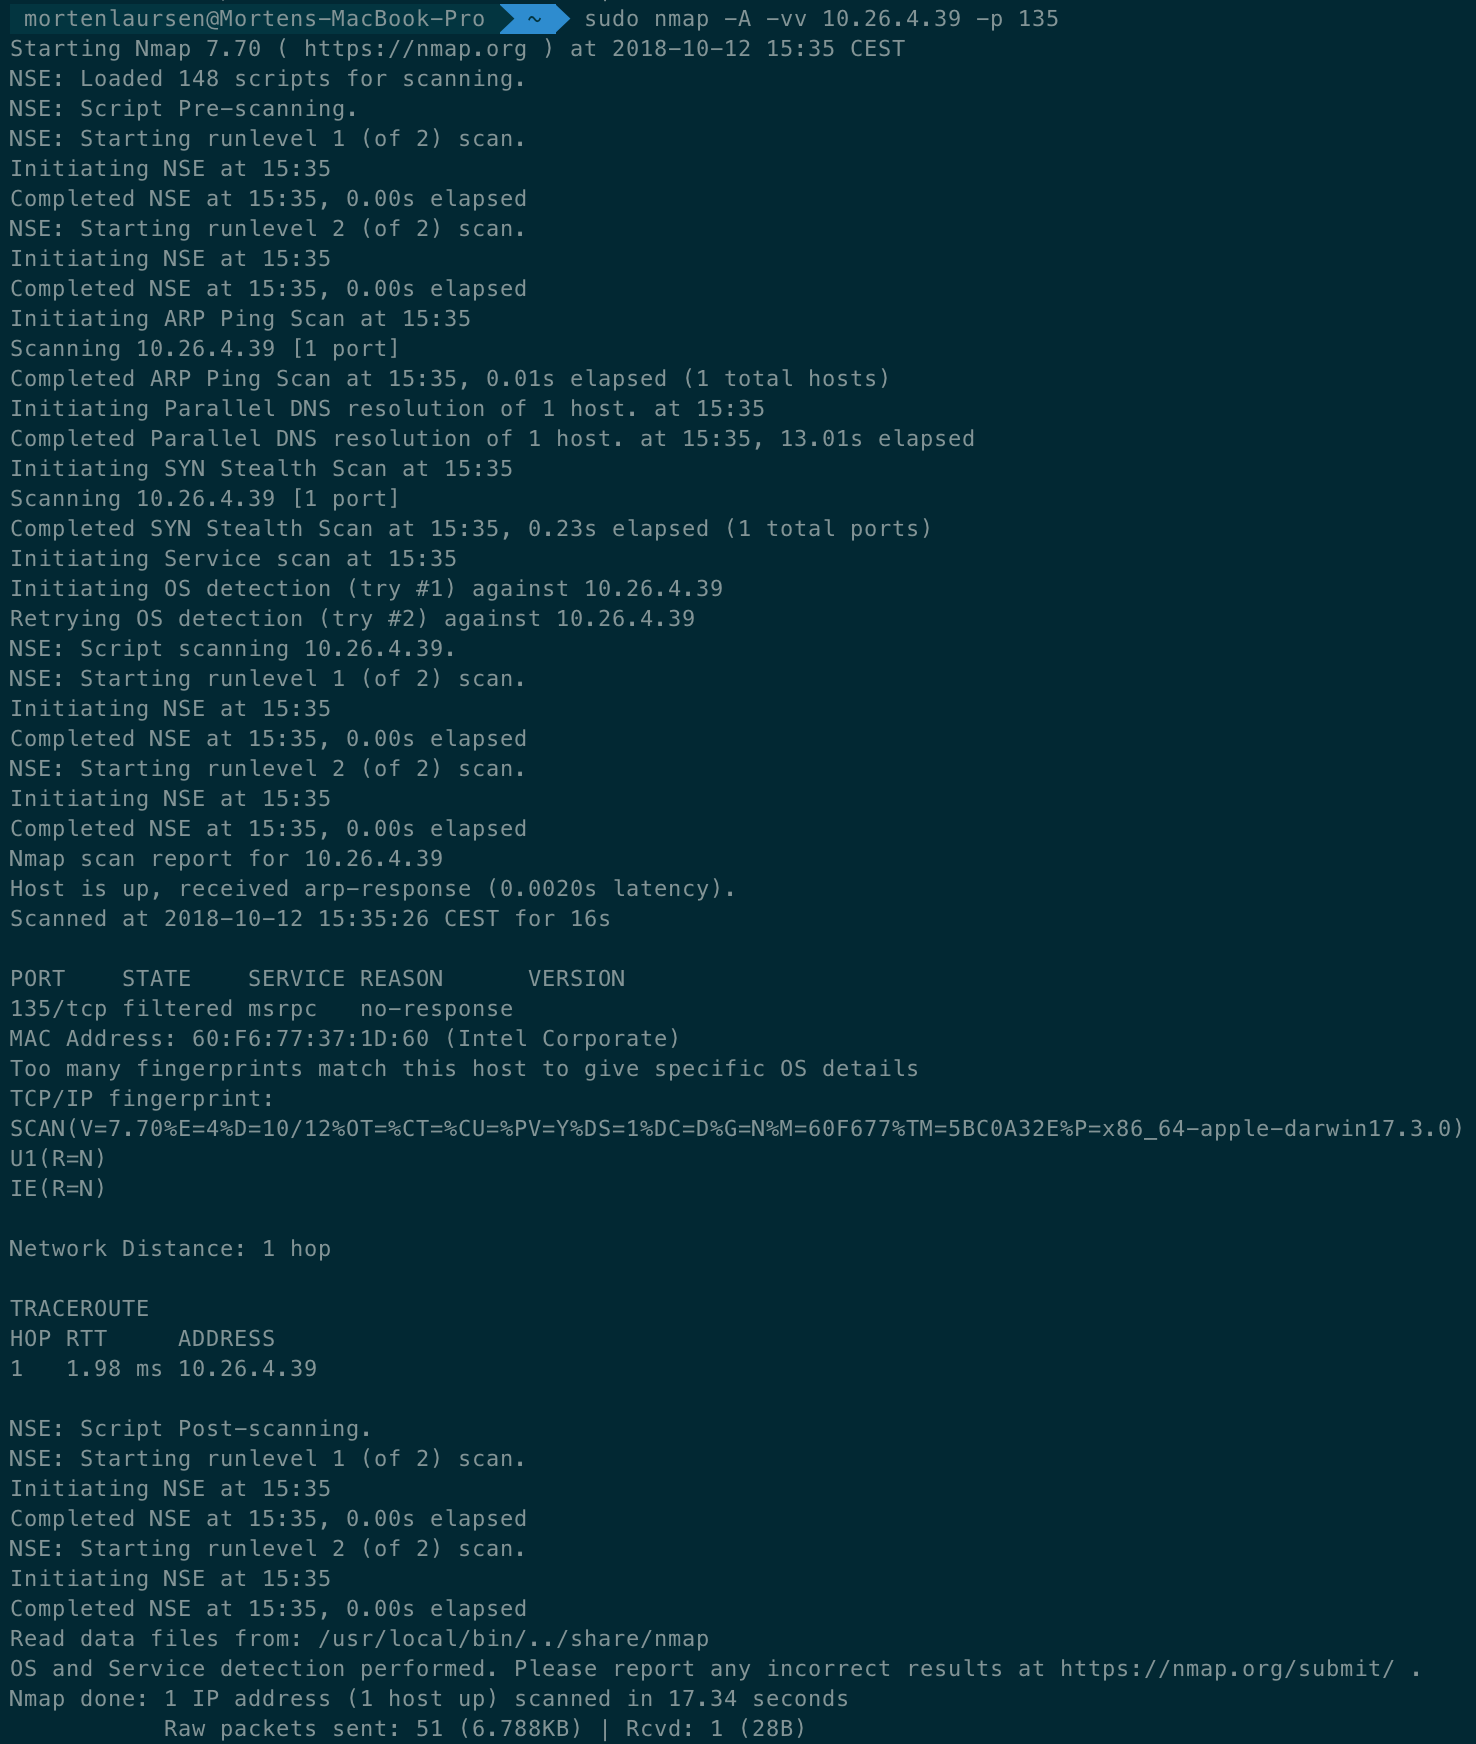 mortenlaursen@Mortens-MacBook-Pro ~ sudo nmap -A -vv 10.26.4.39 -p 135
Starting Nmap 7.70 ( https://nmap.org ) at 2018-10-12 15:35 CEST
NSE: Loaded 148 scripts for scanning.
NSE: Script Pre-scanning.
NSE: Starting runlevel 1 (of 2) scan.
Initiating NSE at 15:35
Completed NSE at 15:35, 0.00s elapsed
NSE: Starting runlevel 2 (of 2) scan.
Initiating NSE at 15:35
Completed NSE at 15:35, 0.00s elapsed
Initiating ARP Ping Scan at 15:35
Scanning 10.26.4.39 [1 port]
Completed ARP Ping Scan at 15:35, 0.01s elapsed (1 total hosts)
Initiating Parallel DNS resolution of 1 host. at 15:35
Completed Parallel DNS resolution of 1 host. at 15:35, 13.01s elapsed
Initiating SYN Stealth Scan at 15:35
Scanning 10.26.4.39 [1 port]
Completed SYN Stealth Scan at 15:35, 0.23s elapsed (1 total ports)
Initiating Service scan at 15:35
Initiating OS detection (try #1) against 10.26.4.39
Retrying OS detection (try #2) against 10.26.4.39
NSE: Script scanning 10.26.4.39.
NSE: Starting runlevel 1 (of 2) scan.
Initiating NSE at 15:35
Completed NSE at 15:35, 0.00s elapsed
NSE: Starting runlevel 2 (of 2) scan.
Initiating NSE at 15:35
Completed NSE at 15:35, 0.00s elapsed
Nmap scan report for 10.26.4.39
Host is up, received arp-response (0.0020s latency).
Scanned at 2018-10-12 15:35:26 CEST for 16s

PORT    STATE    SERVICE REASON      VERSION
135/tcp filtered msrpc   no-response
MAC Address: 60:F6:77:37:1D:60 (Intel Corporate)
Too many fingerprints match this host to give specific OS details
TCP/IP fingerprint:
SCAN(V=7.70%E=4%D=10/12%OT=%CT=%CU=%PV=Y%DS=1%DC=D%G=N%M=60F677%TM=5BC0A32E%P=x86_64-apple-darwin17.3.0)
U1(R=N)
IE(R=N)

Network Distance: 1 hop

TRACEROUTE
HOP RTT     ADDRESS
1   1.98 ms 10.26.4.39

NSE: Script Post-scanning.
NSE: Starting runlevel 1 (of 2) scan.
Initiating NSE at 15:35
Completed NSE at 15:35, 0.00s elapsed
NSE: Starting runlevel 2 (of 2) scan.
Initiating NSE at 15:35
Completed NSE at 15:35, 0.00s elapsed
Read data files from: /usr/local/bin/../share/nmap
OS and Service detection performed. Please report any incorrect results at https://nmap.org/submit/ .
Nmap done: 1 IP address (1 host up) scanned in 17.34 seconds
           Raw packets sent: 51 (6.788KB) | Rcvd: 1 (28B)